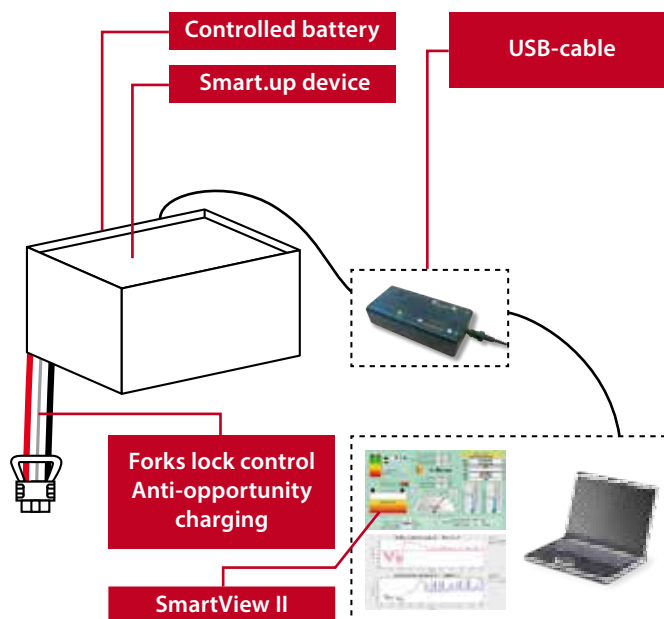 Controlled battery
Smart.up device
USB-cable
Forks lock control
Anti-opportunity
charging
SmartView II